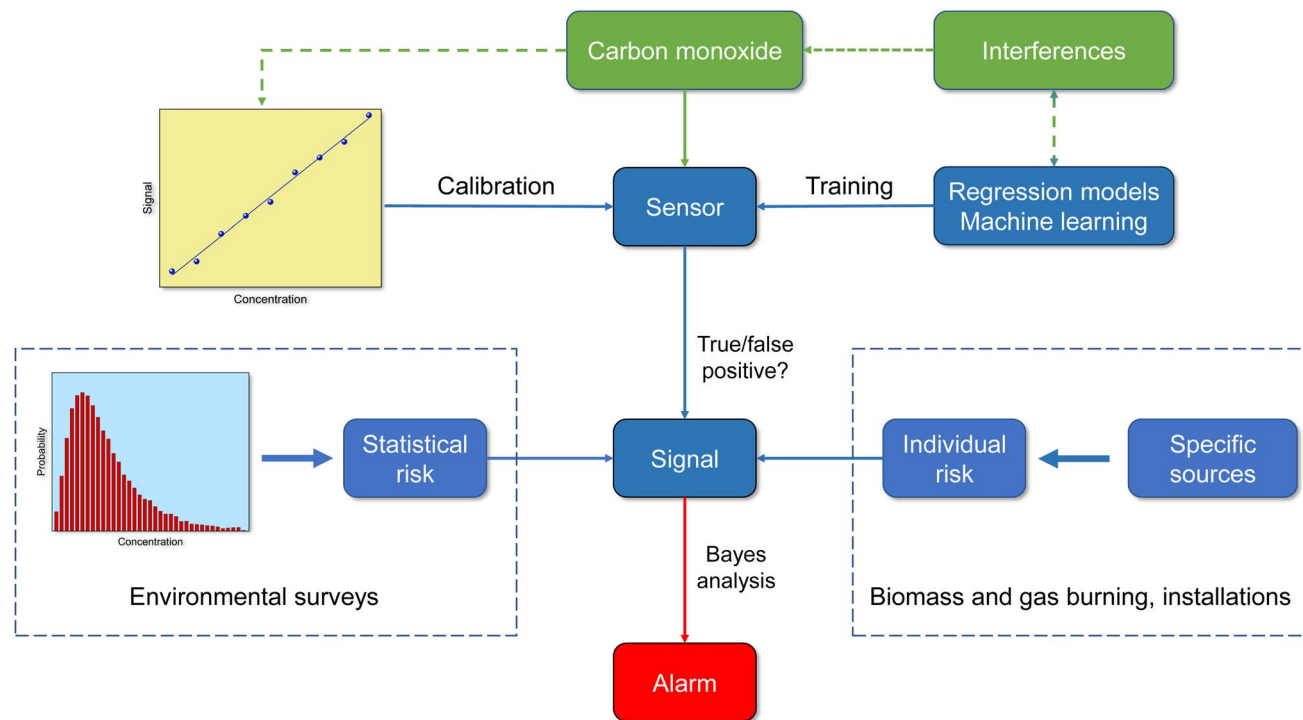 Carbon monoxide
Interferences
Signal
Concentration
Calibration
Sensor
Training
Regression models
Machine learning
True/false
positive?
Probability
Concentration
Statistical
risk
Signal
Individual
risk
Specific
sources
Environmental surveys
Bayes
analysis
Biomass and gas burning, installations
Alarm